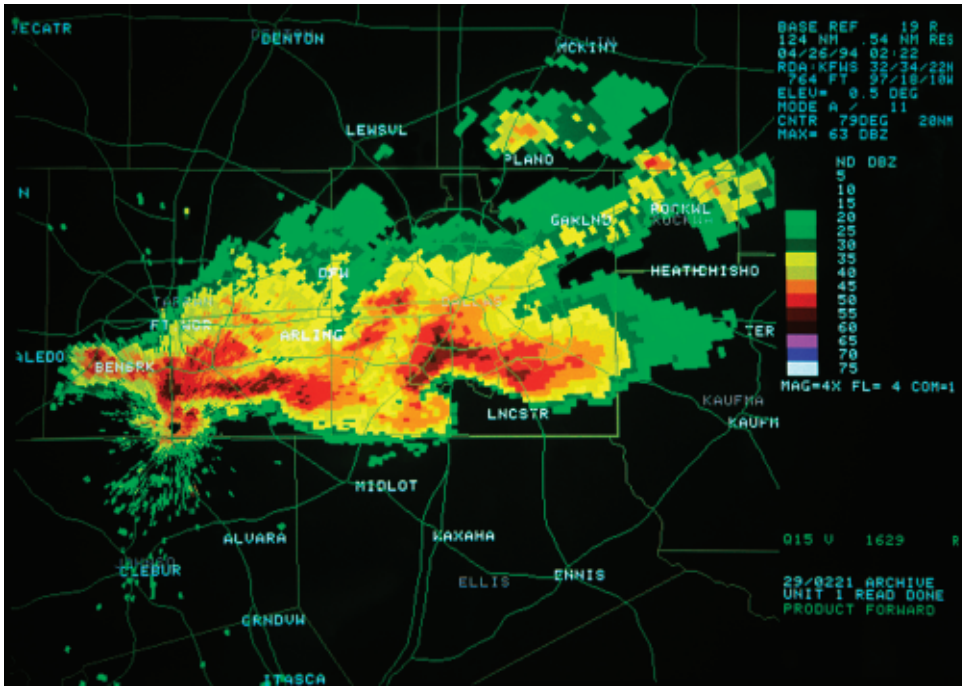 BASE REF 19 R
124 NM .54 NM RES
04/26/94 02:22
RDA:KFWS 32/34/22N
764 FT 97/18/10W
ELEV= 0.5 DEG
MODE A / 11
CNTR 79DEG 20NM
MAX= 63 DBZ
ND DBZ
5
10
15
20
25
30
35
40
45
50
55
60
65
70
75
MAG=4X FL= 4 COM=1
Q15 V 1629 R
29/0221 ARCHIVE
UNIT 1 READ DONE
PRODUCT FORWARD
ECATR
DENTON
MCKINY
LEWSVL
PLANO
N
GARLND
ROCKWL
DFW
HEATH
CHISHO
FT WOR
ARLING
TER
ALEDO
BENBRK
KAUFMA
LNCSTR
KAUFM
MIDLOT
ALVARA
WAXAHA
CLEBUR
ELLIS
ENNIS
GRNDVW
ITASCA